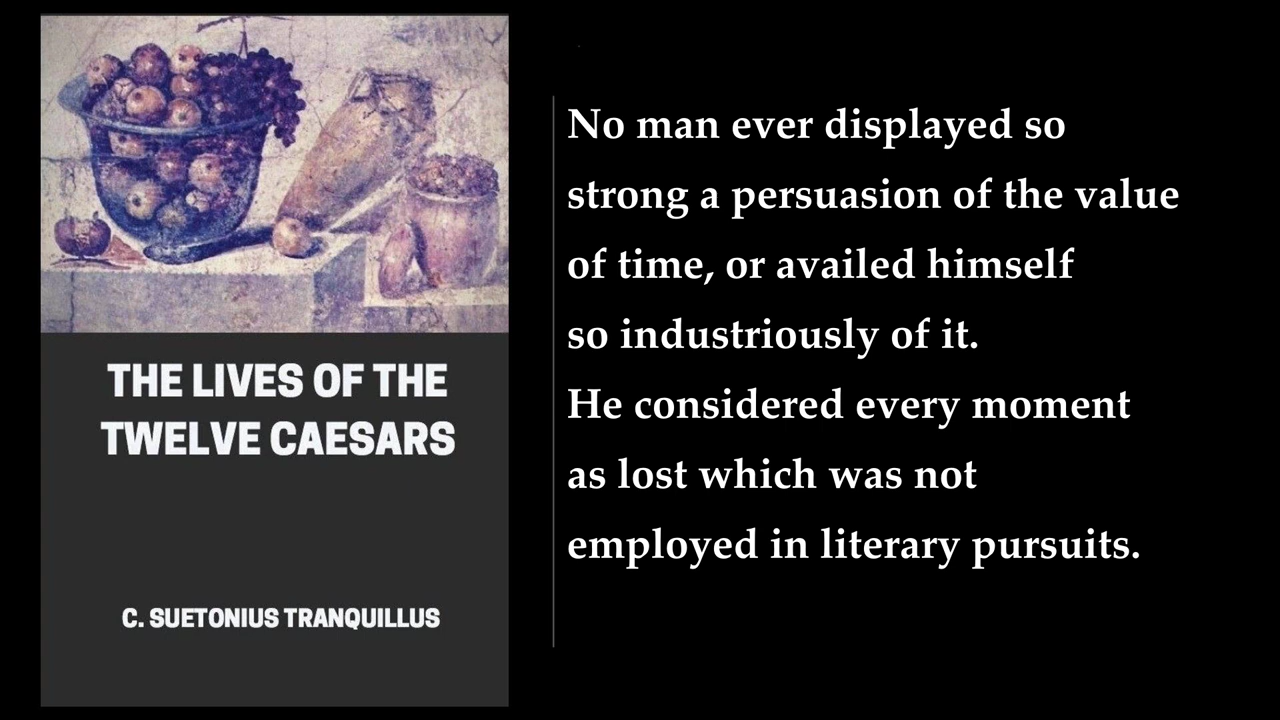 THE LIVES OF THE
TWELVE CAESARS
C. SUETONIUS TRANQUILLUS
No man ever displayed so
strong a persuasion of the value
of time, or availed himself
so industriously of it.
He considered every moment
as lost which was not
employed in literary pursuits.